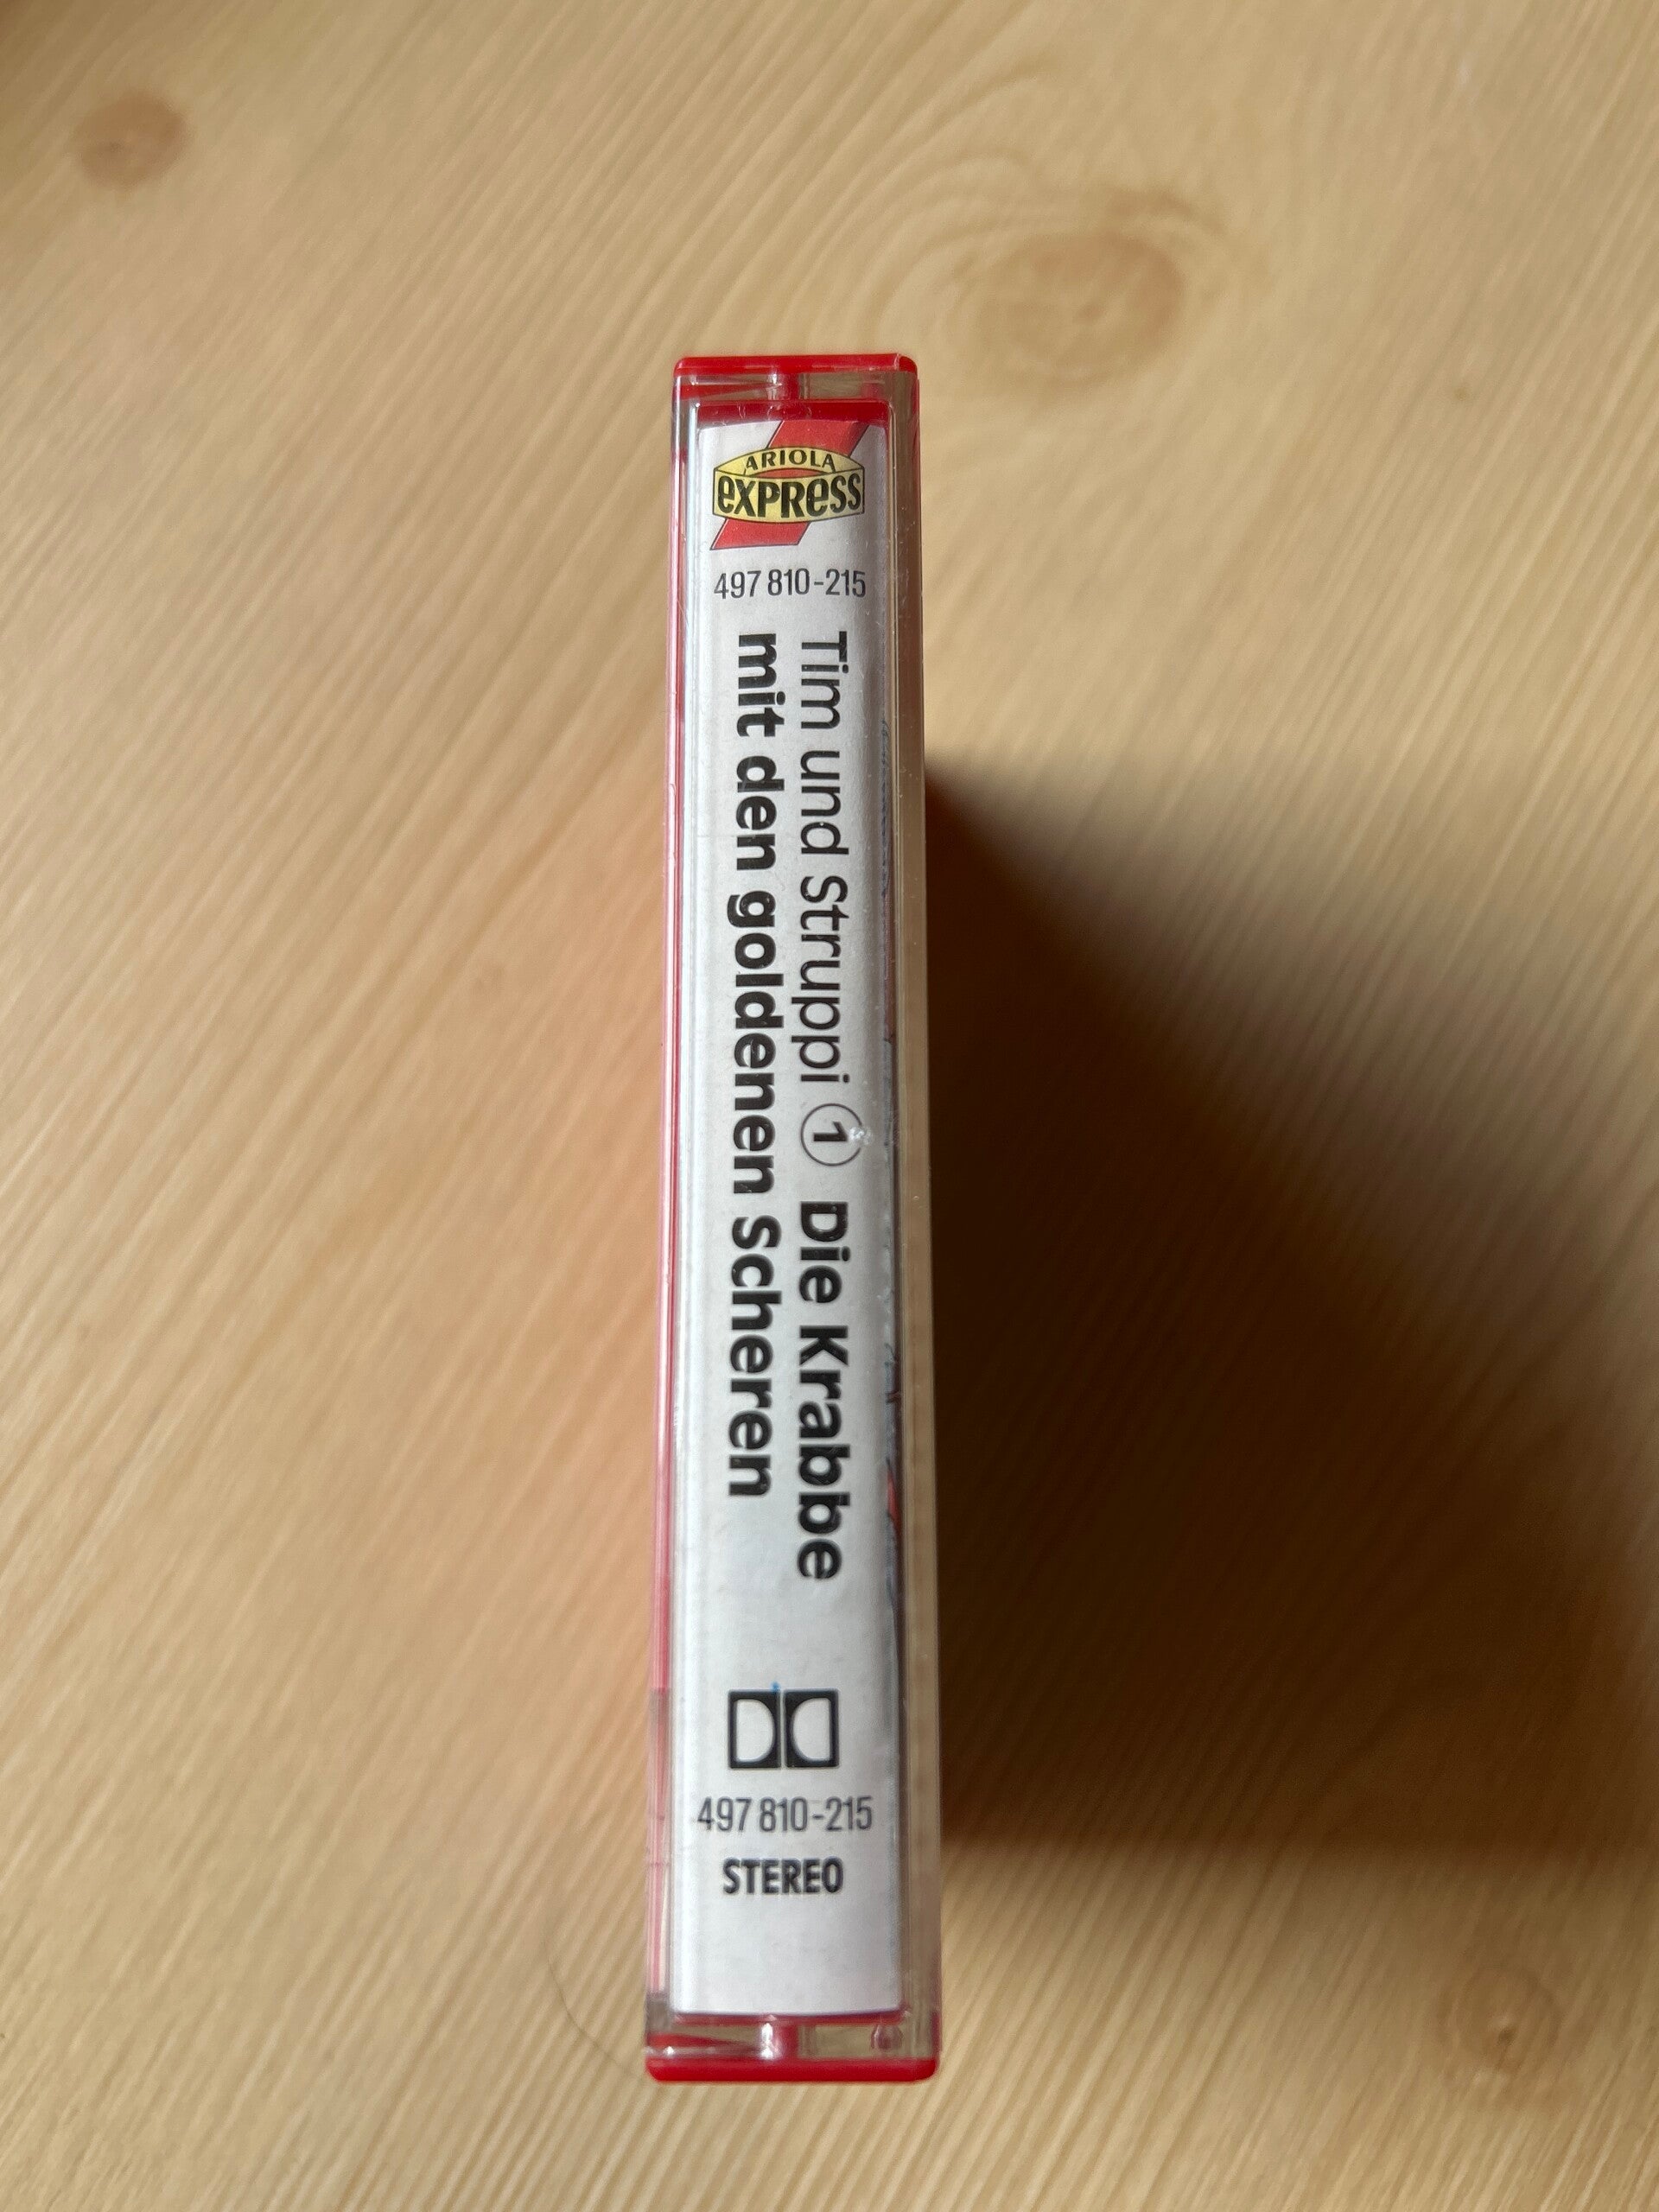 ARIOLA
express
497 810-215
Tim und Struppi 1 Die Krabbe
mit den goldenen Scheren
497 810-215
STEREO